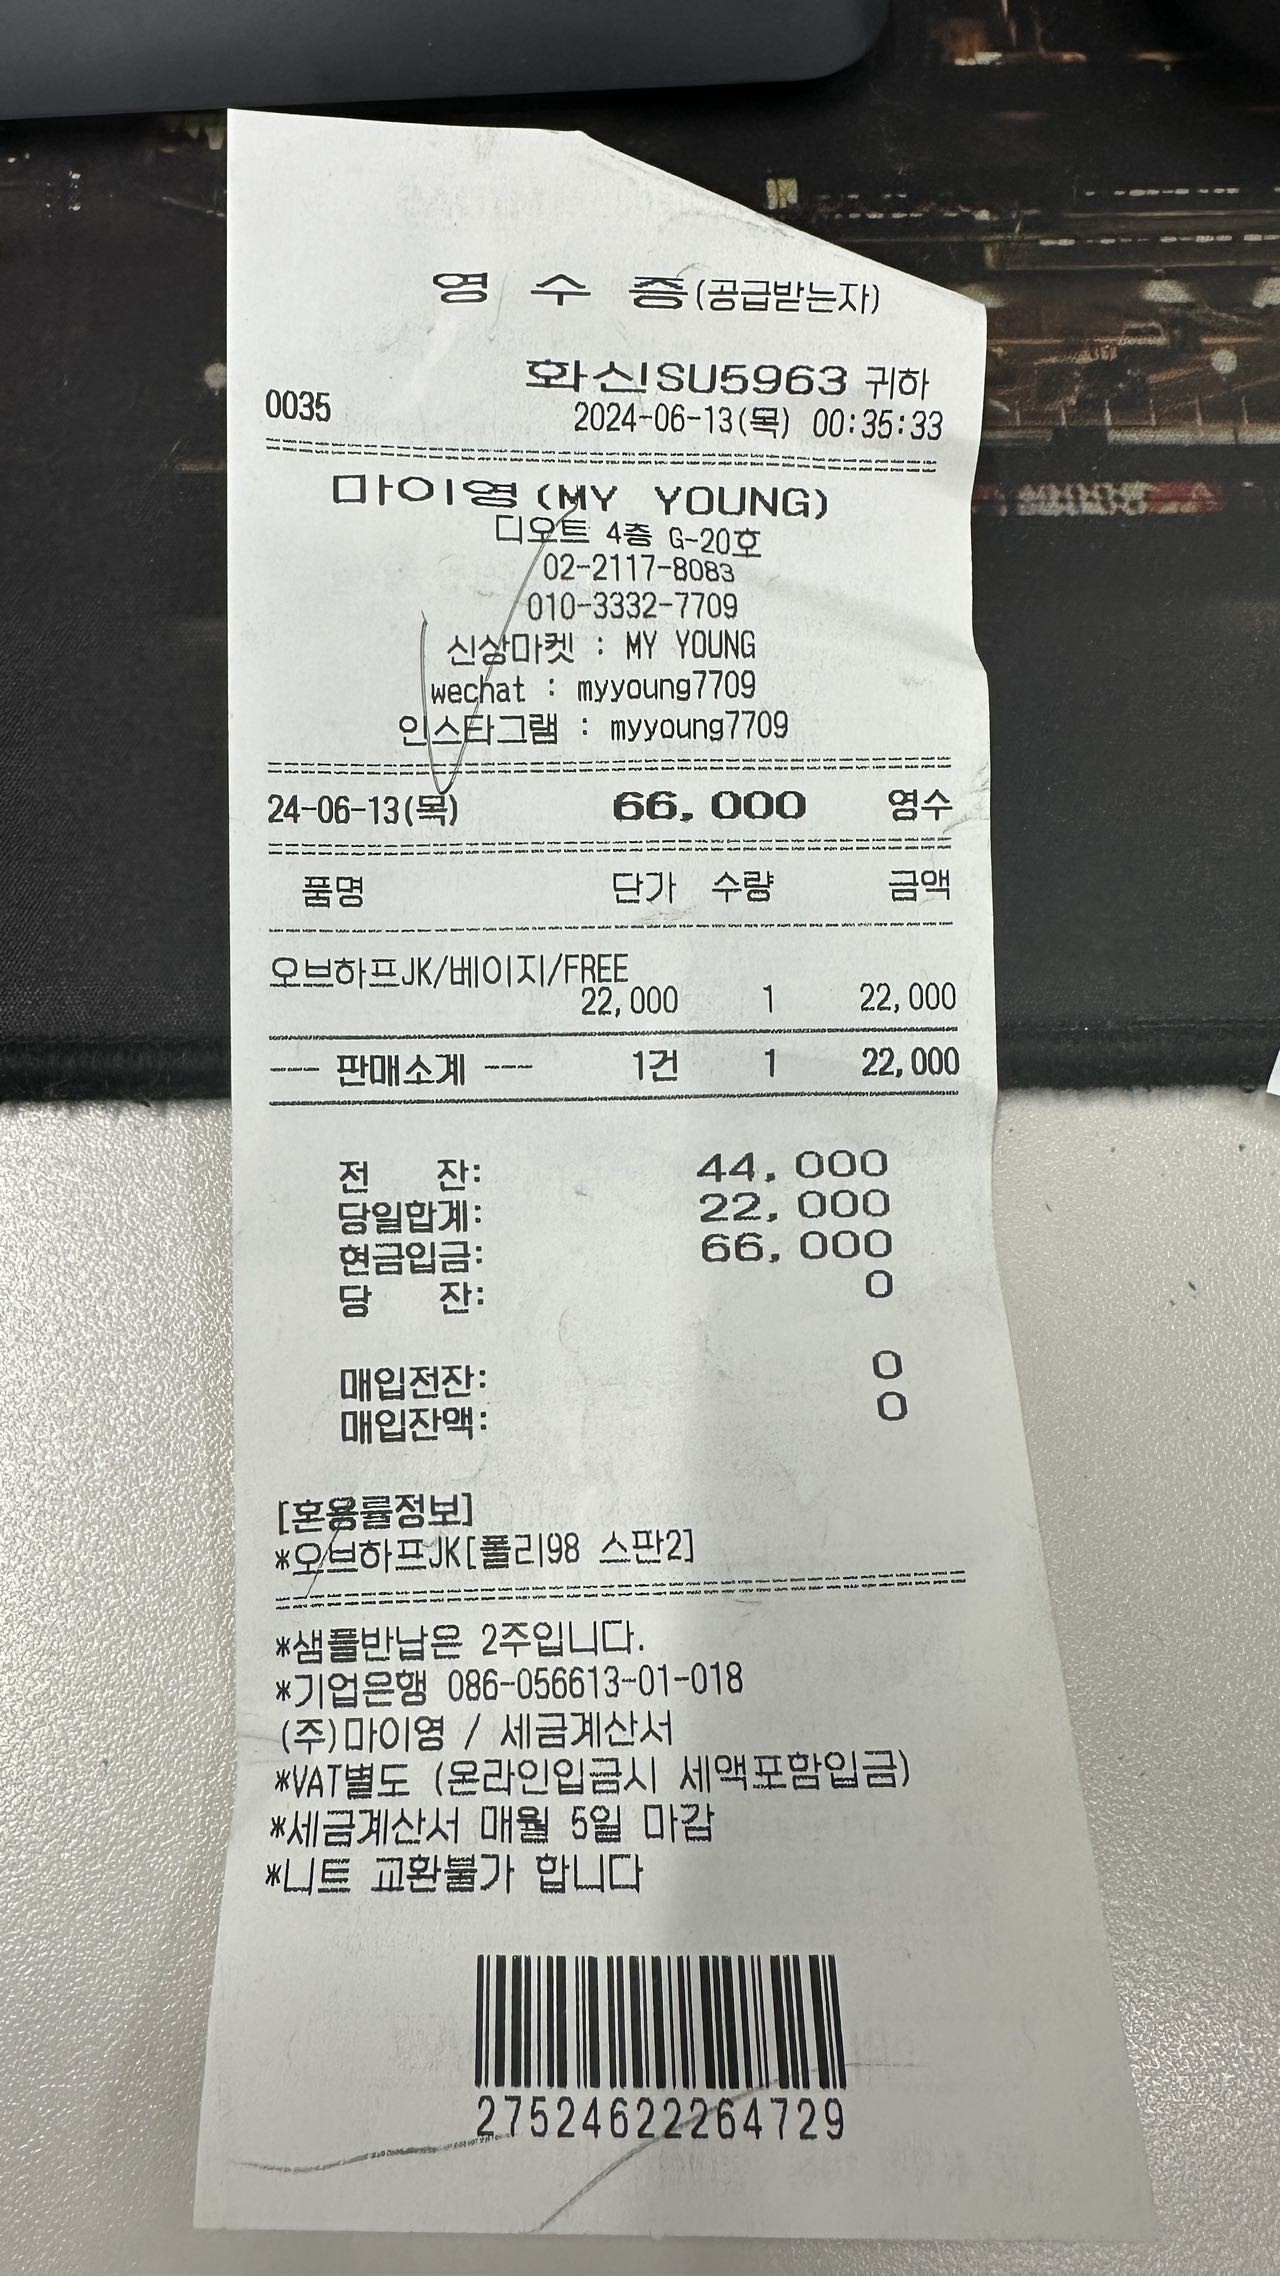 영 수 증(공급받는자)
화신SU5963 귀하
0035 2024-06-13(목) 00:35:33
마이영(MY YOUNG)
디오트 4층 G-20호
02-2117-8083
010-3332-7709
신상마켓 : MY YOUNG
wechat : myyoung7709
인스타그램 : myyoung7709
24-06-13(목) 66,000 영수
품명 단가 수량 금액
오브하프JK/베이지/FREE
22,000 1 22,000
── 판매소계 ── 1건 1 22,000
전 잔: 44,000
당일합계: 22,000
현금입금: 66,000
당 잔: 0
매입전잔: 0
매입잔액: 0
[혼용률정보]
*오브하프JK[폴리98 스판2]
*샘플반납은 2주입니다.
*기업은행 086-056613-01-018
(주)마이영 / 세금계산서
*VAT별도 (온라인입금시 세액포함입금)
*세금계산서 매월 5일 마감
*니트 교환불가 합니다
27524622264729